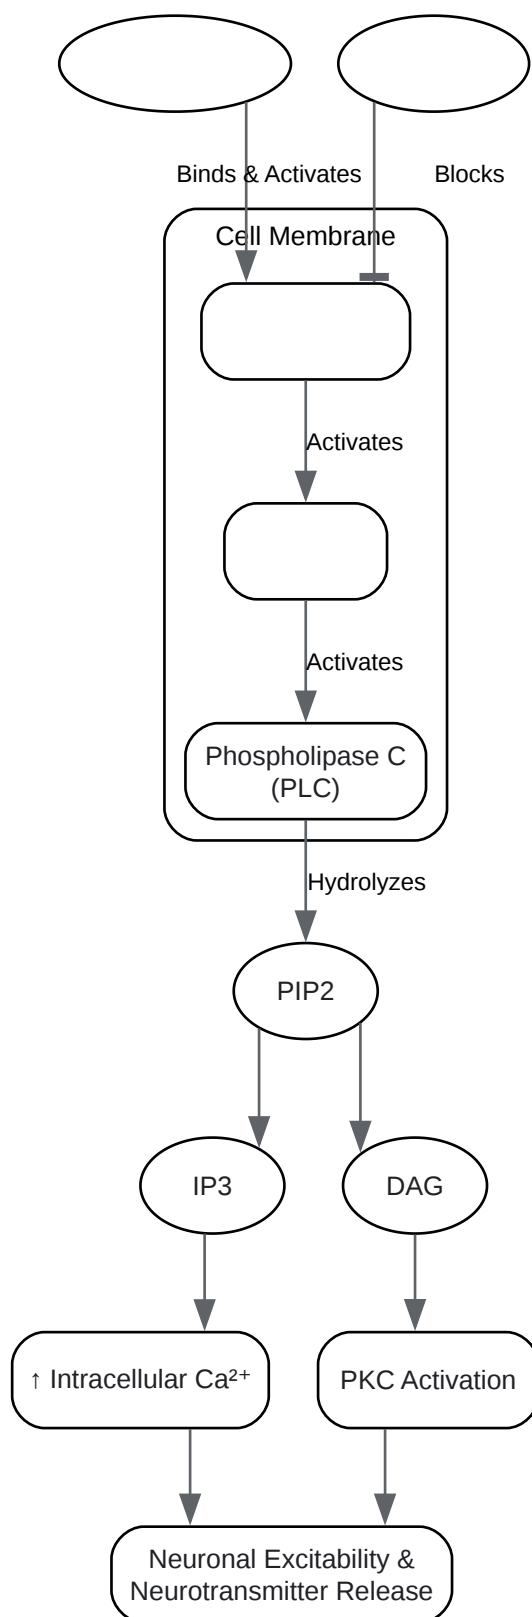 Binds & Activates
Blocks
Cell Membrane
Activates
Activates
Phospholipase C
(PLC)
Hydrolyzes
PIP2
IP3
DAG
↑ Intracellular Ca²⁺
PKC Activation
Neuronal Excitability &
Neurotransmitter Release